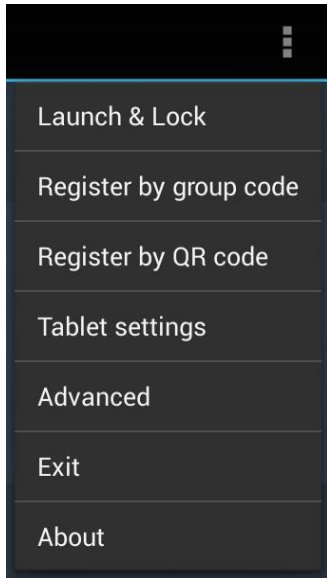 Launch & Lock
Register by group code
Register by QR code
Tablet settings
Advanced
Exit
About